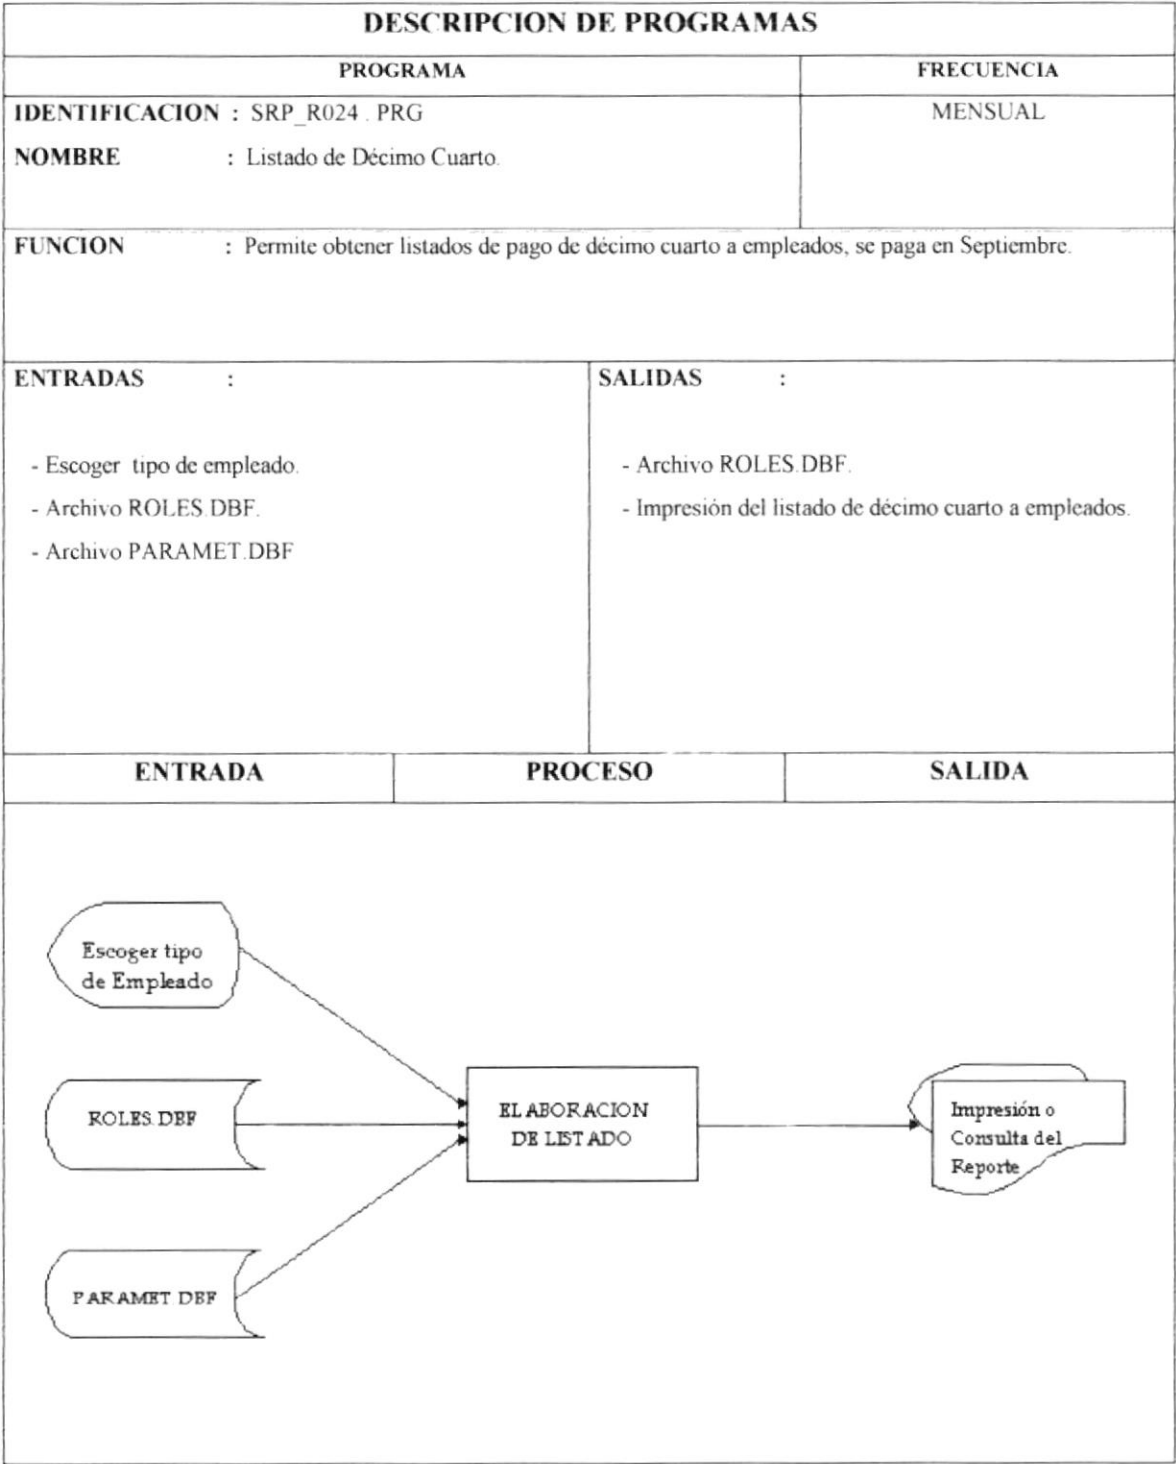 DESCRIPCION DE PROGRAMAS
PROGRAMA
FRECUENCIA
IDENTIFICACION : SRP_R024 . PRG
MENSUAL
NOMBRE : Listado de Décimo Cuarto.
FUNCION : Permite obtener listados de pago de décimo cuarto a empleados, se paga en Septiembre.
ENTRADAS :
- Escoger tipo de empleado.
- Archivo ROLES.DBF.
- Archivo PARAMET.DBF
SALIDAS :
- Archivo ROLES.DBF.
- Impresión del listado de décimo cuarto a empleados.
ENTRADA
PROCESO
SALIDA
Escoger tipo
de Empleado
ROLES.DBF
PARAMET DBF
ELABORACION
DE LISTADO
Impresión o
Consulta del
Reporte